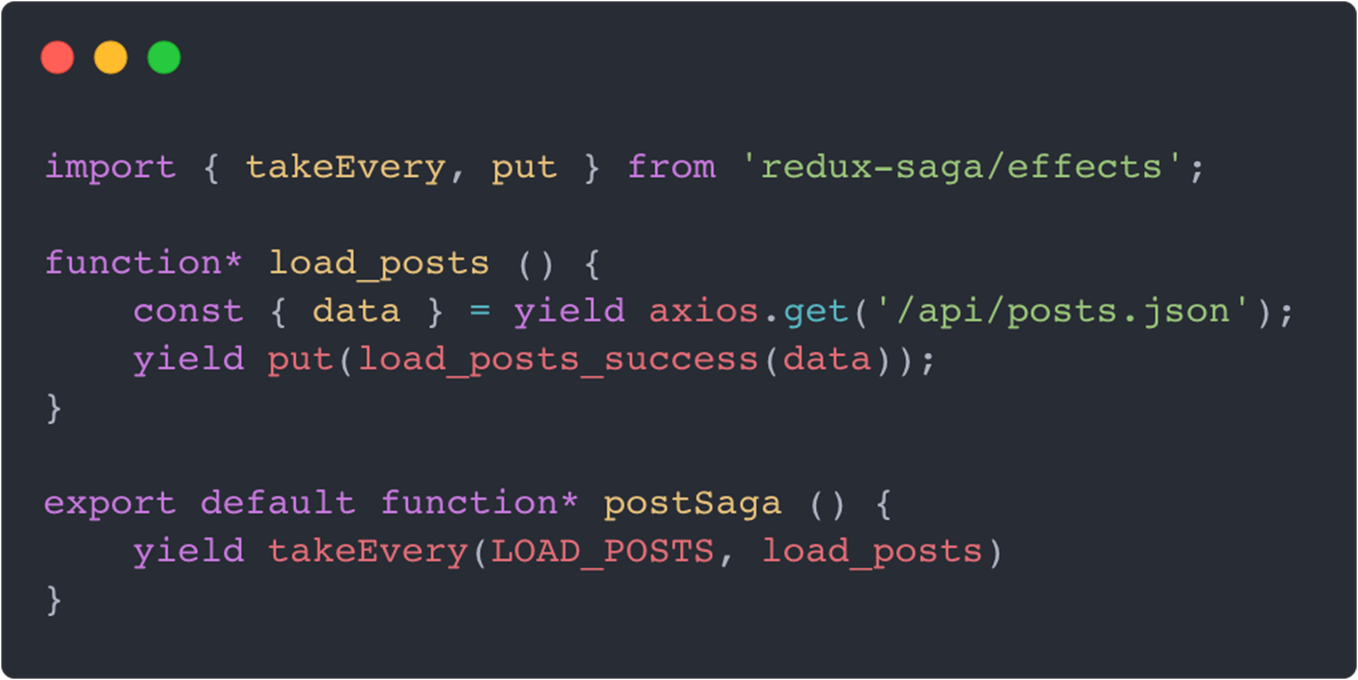 import { takeEvery, put } from 'redux-saga/effects';
function* load_posts () {
    const { data } = yield axios.get('/api/posts.json');
    yield put(load_posts_success(data));
}
export default function* postSaga () {
    yield takeEvery(LOAD_POSTS, load_posts)
}